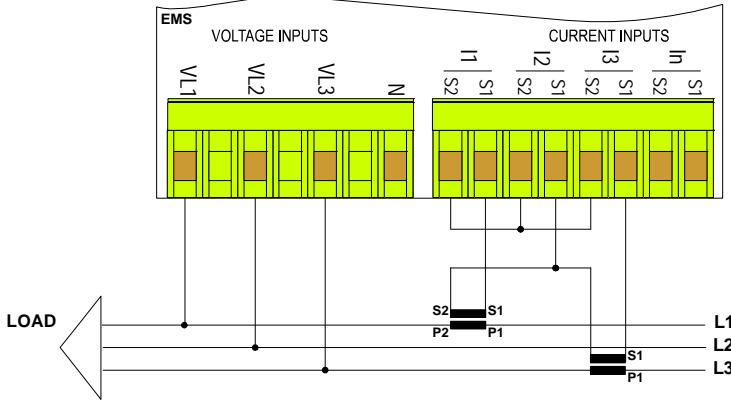 EMS
VOLTAGE INPUTS
CURRENT INPUTS
I1 I2 I3 In
VL1 VL2 VL3 N
S2 S1 S2 S1 S2 S1 S2 S1
S2 S1
LOAD
L1
P2 P1
L2
S1
L3
P1